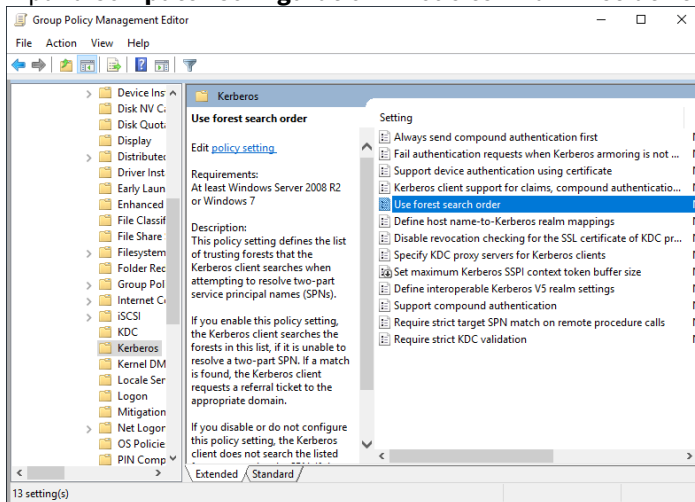 Group Policy Management Editor
File Action View Help
Device Ins
Disk NV C
Disk Quot
Display
Distribute
Driver Inst
Early Laun
Enhanced
File Classif
File Share
Filesystem
Folder Red
Group Pol
Internet C
iSCSI
KDC
Kerberos
Kernel DM
Locale Ser
Logon
Mitigation
Net Logor
OS Policie
PIN Comp
Kerberos
Use forest search order
Edit policy setting
Requirements:
At least Windows Server 2008 R2
or Windows 7
Description:
This policy setting defines the list
of trusting forests that the
Kerberos client searches when
attempting to resolve two-part
service principal names (SPNs).
If you enable this policy setting,
the Kerberos client searches the
forests in this list, if it is unable to
resolve a two-part SPN. If a match
is found, the Kerberos client
requests a referral ticket to the
appropriate domain.
If you disable or do not configure
this policy setting, the Kerberos
client does not search the listed
Setting
Always send compound authentication first
Fail authentication requests when Kerberos armoring is not ...
Support device authentication using certificate
Kerberos client support for claims, compound authenticatio...
Use forest search order
Define host name-to-Kerberos realm mappings
Disable revocation checking for the SSL certificate of KDC pr...
Specify KDC proxy servers for Kerberos clients
Set maximum Kerberos SSPI context token buffer size
Define interoperable Kerberos V5 realm settings
Support compound authentication
Require strict target SPN match on remote procedure calls
Require strict KDC validation
Extended Standard
13 setting(s)